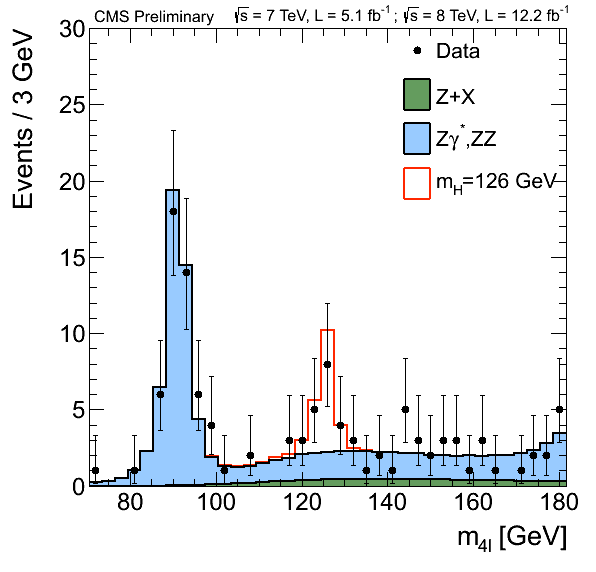 CMS Preliminary √s = 7 TeV, L = 5.1 fb⁻¹ ; √s = 8 TeV, L = 12.2 fb⁻¹
Events / 3 GeV
30
25
20
15
10
5
0
Data
Z+X
Zγ*,ZZ
m_H=126 GeV
80 100 120 140 160 180
m_4l [GeV]